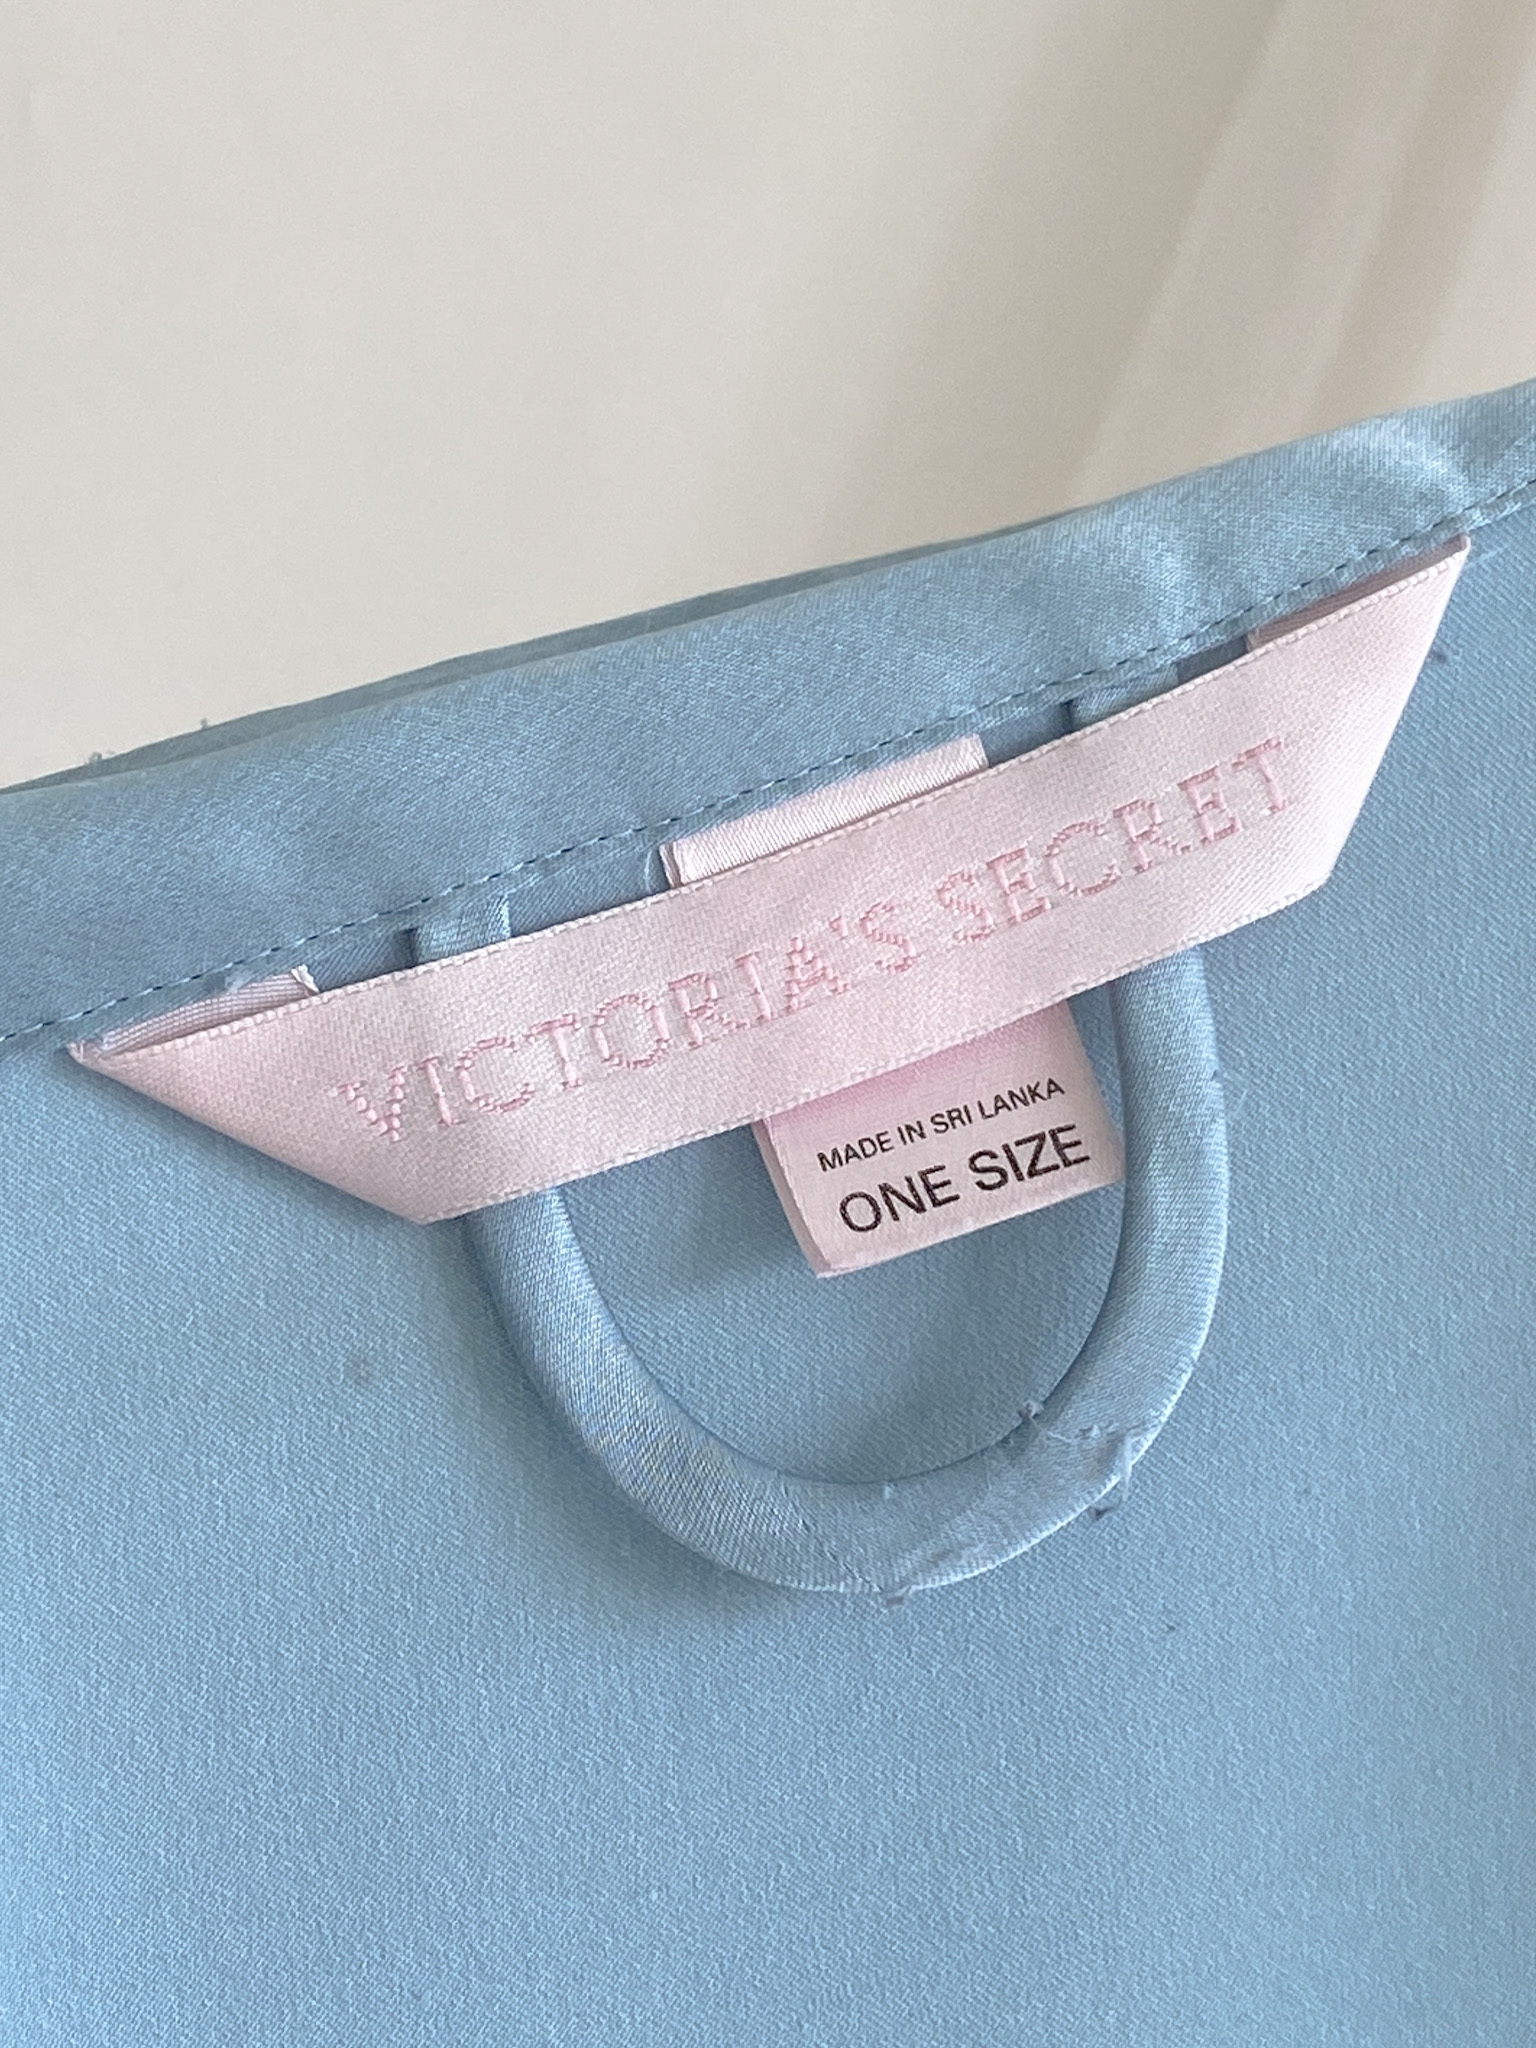 VICTORIA'S SECRET
MADE IN SRI LANKA
ONE SIZE